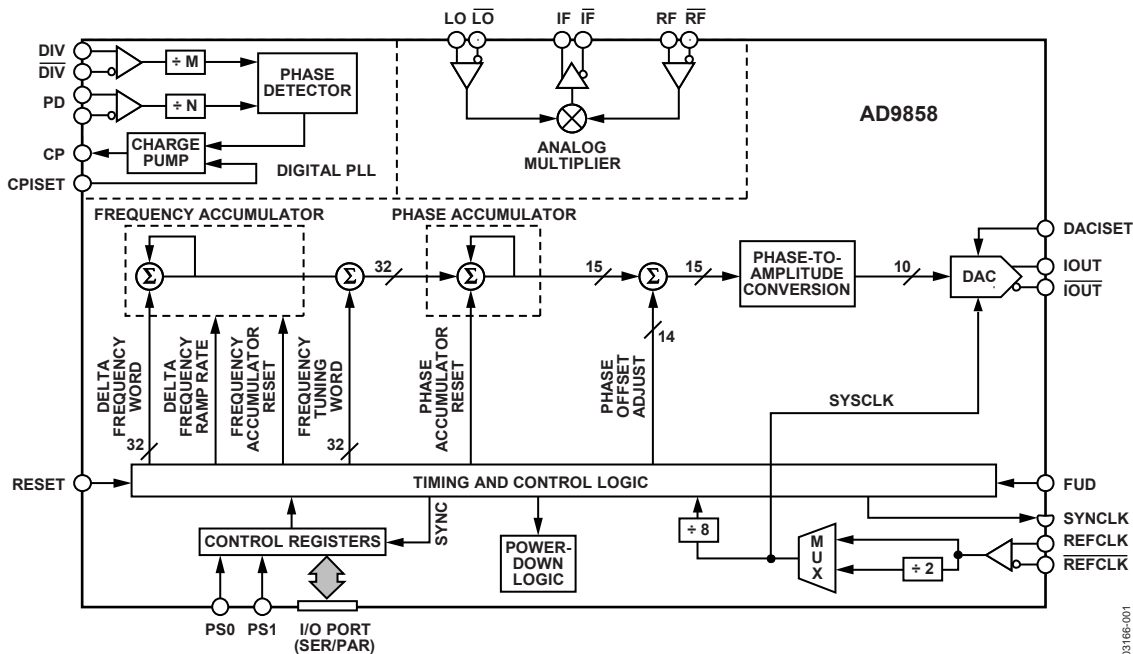 LO LO IF IF RF RF
DIV
DIV
PD
CP
CPISET
÷ M
÷ N
PHASE
DETECTOR
CHARGE
PUMP
DIGITAL PLL
ANALOG
MULTIPLIER
AD9858
FREQUENCY ACCUMULATOR
PHASE ACCUMULATOR
Σ
Σ
32
Σ
15
Σ
15
PHASE-TO-
AMPLITUDE
CONVERSION
10
DAC
DACISET
IOUT
IOUT
DELTA
FREQUENCY
WORD
32
DELTA
FREQUENCY
RAMP RATE
FREQUENCY
ACCUMULATOR
RESET
FREQUENCY
TUNING
WORD
32
PHASE
ACCUMULATOR
RESET
PHASE
OFFSET
ADJUST
14
SYSCLK
RESET
TIMING AND CONTROL LOGIC
FUD
SYNCLK
REFCLK
REFCLK
SYNC
CONTROL REGISTERS
POWER-
DOWN
LOGIC
÷ 8
MUX
÷ 2
PS0 PS1 I/O PORT
(SER/PAR)
03166-001